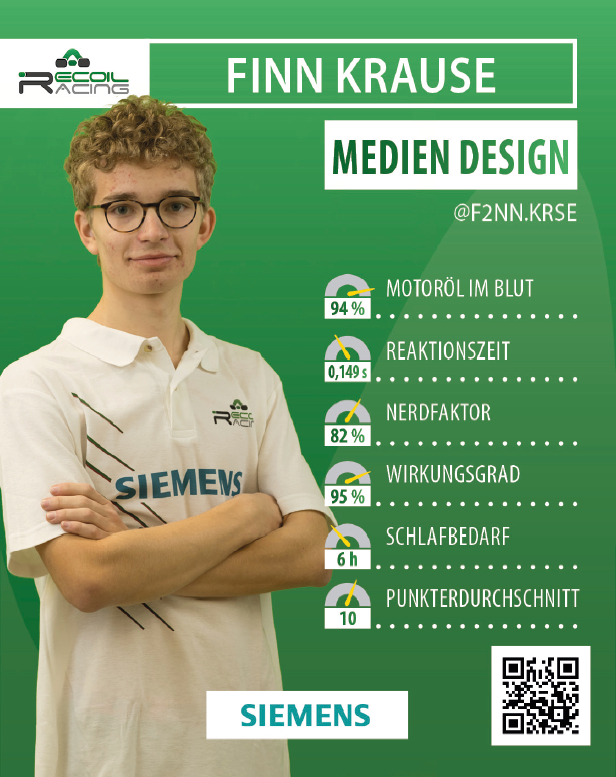 RECOIL
RACING
FINN KRAUSE
MEDIEN DESIGN
@F2NN.KRSE
94 %
MOTORÖL IM BLUT
0,149 s
REAKTIONSZEIT
82 %
NERDFAKTOR
95 %
WIRKUNGSGRAD
6 h
SCHLAFBEDARF
10
PUNKTERDURCHSCHNITT
RECOIL
RACING
SIEMENS
SIEMENS